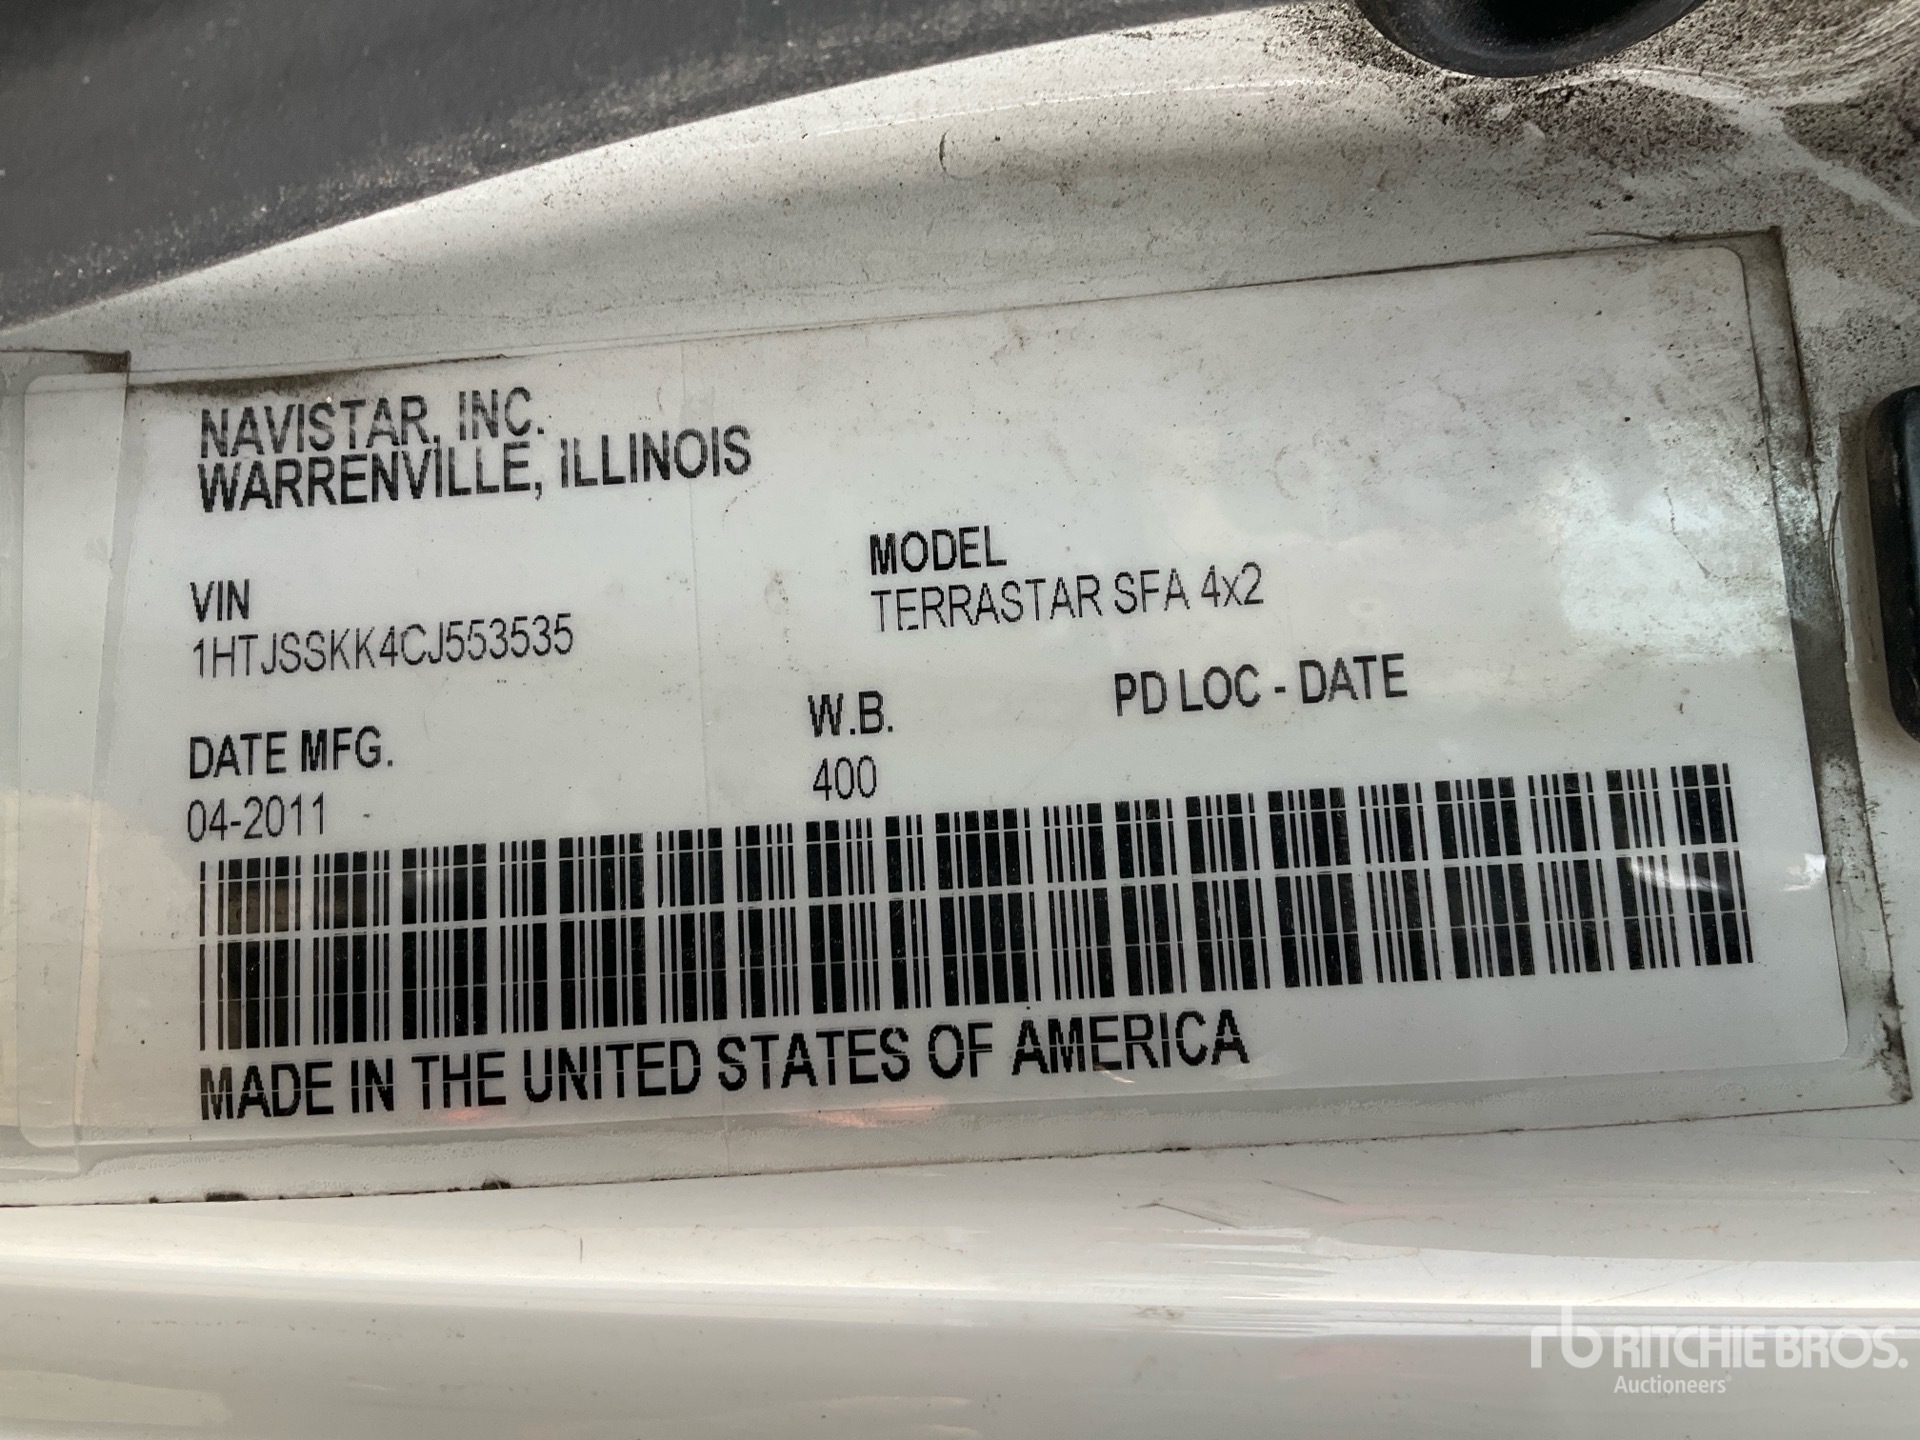 NAVISTAR, INC.
WARRENVILLE, ILLINOIS
VIN
1HTJSSKK4CJ553535
MODEL
TERRASTAR SFA 4x2
DATE MFG.
04-2011
W.B.
400
PD LOC - DATE
MADE IN THE UNITED STATES OF AMERICA
rb RITCHIE BROS.
Auctioneers